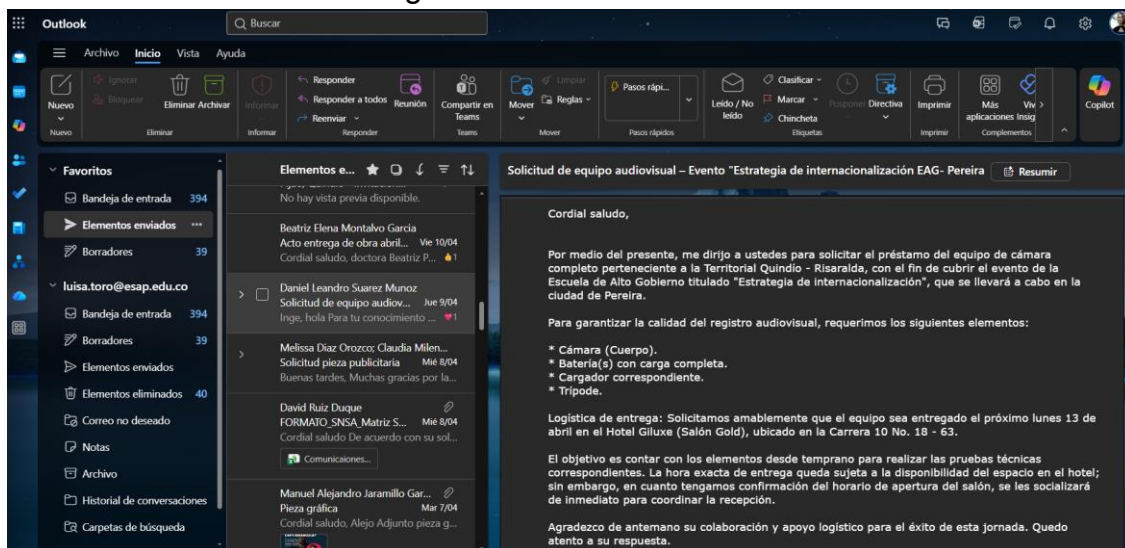 Outlook
Buscar
Archivo Inicio Vista Ayuda
Nuevo
Ignorar
Bloquear
Eliminar Archivar
Informar
Responder
Responder a todos
Reenviar
Reunión
Compartir en Teams
Mover
Limpiar
Reglas
Pasos rápi...
Leído / No leído
Clasificar
Marcar
Chincheta
Posponer
Directiva
Imprimir
Más aplicaciones
Viv
Insig
Copilot
Nuevo Eliminar Informar Responder Teams Mover Pasos rápidos Etiquetas Imprimir Complementos
Favoritos
Bandeja de entrada 394
Elementos enviados ...
Borradores 39
luisa.toro@esap.edu.co
Bandeja de entrada 394
Borradores 39
Elementos enviados
Elementos eliminados 40
Correo no deseado
Notas
Archivo
Historial de conversaciones
Carpetas de búsqueda
Elementos e...
No hay vista previa disponible.
Beatriz Elena Montalvo Garcia
Acto entrega de obra abril... Vie 10/04
Cordial saludo, doctora Beatriz P... 1
Daniel Leandro Suarez Munoz
Solicitud de equipo audiov... Jue 9/04
Inge, hola Para tu conocimiento ... 1
Melissa Diaz Orozco; Claudia Milen...
Solicitud pieza publicitaria Mié 8/04
Buenas tardes, Muchas gracias por la...
David Ruiz Duque
FORMATO_SNSA_Matriz S... Mié 8/04
Cordial saludo De acuerdo con su sol...
Comunicaiones...
Manuel Alejandro Jaramillo Gar...
Pieza gráfica Mar 7/04
Cordial saludo, Alejo Adjunto pieza g...
Solicitud de equipo audiovisual – Evento "Estrategia de internacionalización EAG- Pereira
Resumir
Cordial saludo,
Por medio del presente, me dirijo a ustedes para solicitar el préstamo del equipo de cámara
completo perteneciente a la Territorial Quindío - Risaralda, con el fin de cubrir el evento de la
Escuela de Alto Gobierno titulado "Estrategia de internacionalización", que se llevará a cabo en la
ciudad de Pereira.
Para garantizar la calidad del registro audiovisual, requerimos los siguientes elementos:
* Cámara (Cuerpo).
* Batería(s) con carga completa.
* Cargador correspondiente.
* Trípode.
Logística de entrega: Solicitamos amablemente que el equipo sea entregado el próximo lunes 13 de
abril en el Hotel Giluxe (Salón Gold), ubicado en la Carrera 10 No. 18 - 63.
El objetivo es contar con los elementos desde temprano para realizar las pruebas técnicas
correspondientes. La hora exacta de entrega queda sujeta a la disponibilidad del espacio en el hotel;
sin embargo, en cuanto tengamos confirmación del horario de apertura del salón, se les socializará
de inmediato para coordinar la recepción.
Agradezco de antemano su colaboración y apoyo logístico para el éxito de esta jornada. Quedo
atento a su respuesta.